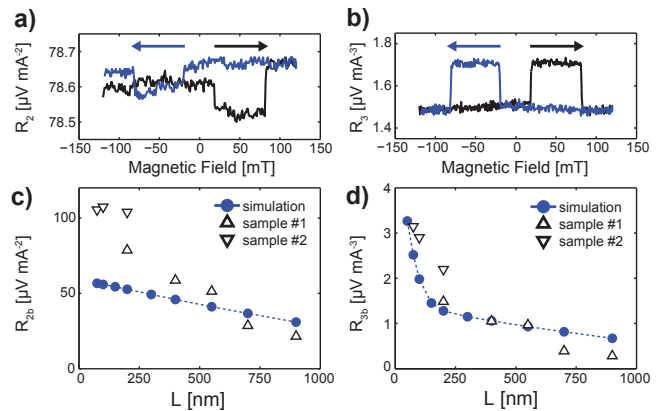 a)
R₂ [µV mA⁻²]
78.7
78.6
78.5
−150 −100 −50 0 50 100 150
Magnetic Field [mT]
b)
R₃ [µV mA⁻³]
1.8
1.6
1.4
−150 −100 −50 0 50 100 150
Magnetic Field [mT]
c)
R₂b [µV mA⁻²]
100
50
0
0 250 500 750 1000
L [nm]
simulation
sample #1
sample #2
d)
R₃b [µV mA⁻³]
4
3
2
1
0
0 250 500 750 1000
L [nm]
simulation
sample #1
sample #2